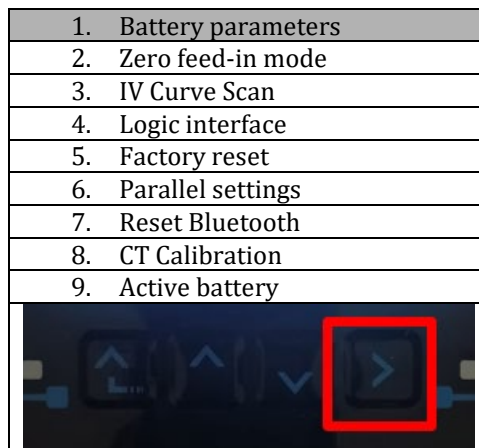 1. Battery parameters
2. Zero feed-in mode
3. IV Curve Scan
4. Logic interface
5. Factory reset
6. Parallel settings
7. Reset Bluetooth
8. CT Calibration
9. Active battery